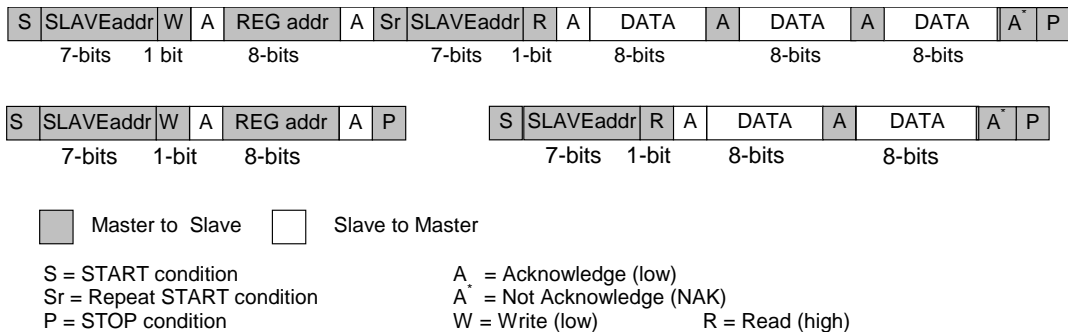 S SLAVEaddr W A REG addr A Sr SLAVEaddr R A DATA A DATA A DATA A* P
7-bits 1 bit 8-bits 7-bits 1-bit 8-bits 8-bits 8-bits
S SLAVEaddr W A REG addr A P
7-bits 1-bit 8-bits
S SLAVEaddr R A DATA A DATA A* P
7-bits 1-bit 8-bits 8-bits
Master to Slave Slave to Master
S = START condition
Sr = Repeat START condition
P = STOP condition
A = Acknowledge (low)
A* = Not Acknowledge (NAK)
W = Write (low) R = Read (high)